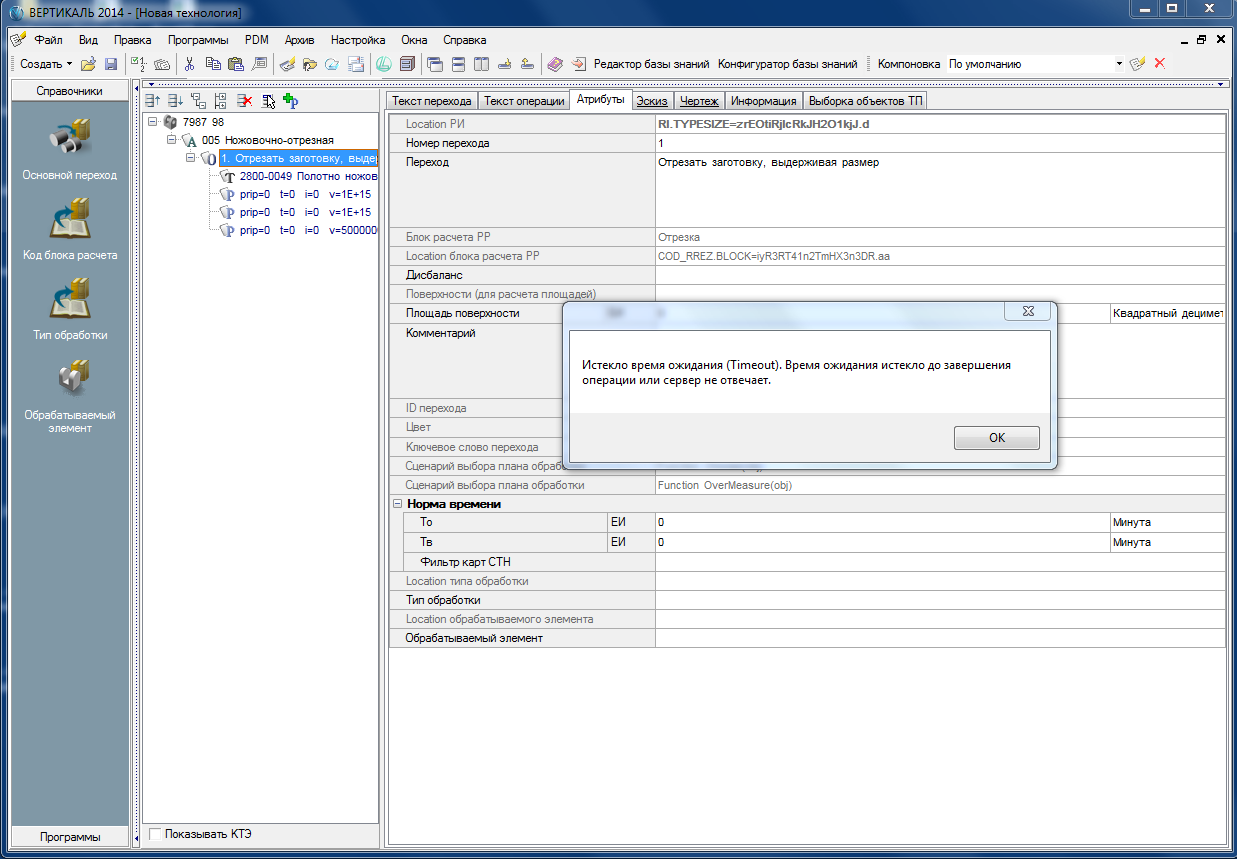 ВЕРТИКАЛЬ 2014 - [Новая технология]
Файл Вид Правка Программы PDM Архив Настройка Окна Справка
Создать Редактор базы знаний Конфигуратор базы знаний Компоновка По умолчанию
Справочники
Основной переход
Код блока расчета
Тип обработки
Обрабатываемый
элемент
Программы
7987 98
005 Ножовочно-отрезная
1. Отрезать заготовку, выдер
2800-0049 Полотно ножов
prip=0 t=0 i=0 v=1E+15
prip=0 t=0 i=0 v=1E+15
prip=0 t=0 i=0 v=500000
Показывать КТЭ
Текст перехода Текст операции Атрибуты Эскиз Чертеж Информация Выборка объектов ТП
Location РИ RI.TYPESIZE=zrEOtiRjIcRkJH2O1kjJ.d
Номер перехода 1
Переход Отрезать заготовку, выдерживая размер
Блок расчета РР Отрезка
Location блока расчета РР COD_RREZ.BLOCK=iyR3RT41n2TmHX3n3DR.aa
Дисбаланс
Поверхности (для расчета площадей)
Площадь поверхности Квадратный децимет
Комментарий
Истекло время ожидания (Timeout). Время ожидания истекло до завершения
операции или сервер не отвечает.
OK
ID перехода
Цвет
Ключевое слово перехода
Сценарий выбора плана обработки
Сценарий выбора плана обработки Function OverMeasure(obj)
Норма времени
То ЕИ 0 Минута
Тв ЕИ 0 Минута
Фильтр карт СТН
Location типа обработки
Тип обработки
Location обрабатываемого элемента
Обрабатываемый элемент